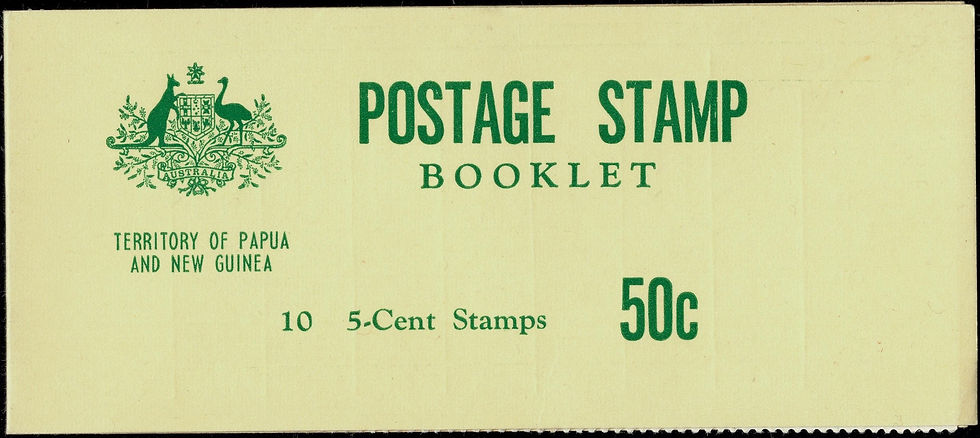 POSTAGE STAMP
BOOKLET
AUSTRALIA
TERRITORY OF PAPUA
AND NEW GUINEA
10 5-Cent Stamps 50c